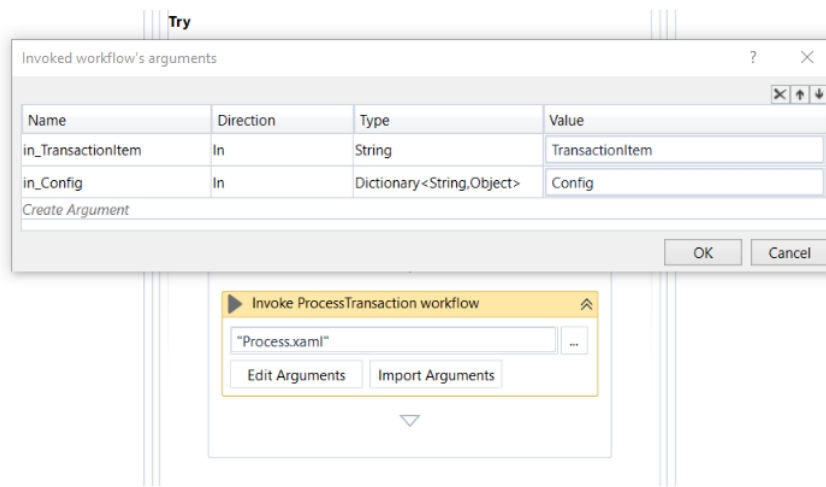 Try
Invoked workflow's arguments
?
Name Direction Type Value
in_TransactionItem In String TransactionItem
in_Config In Dictionary<String,Object> Config
Create Argument
OK Cancel
Invoke ProcessTransaction workflow
"Process.xaml" ...
Edit Arguments Import Arguments